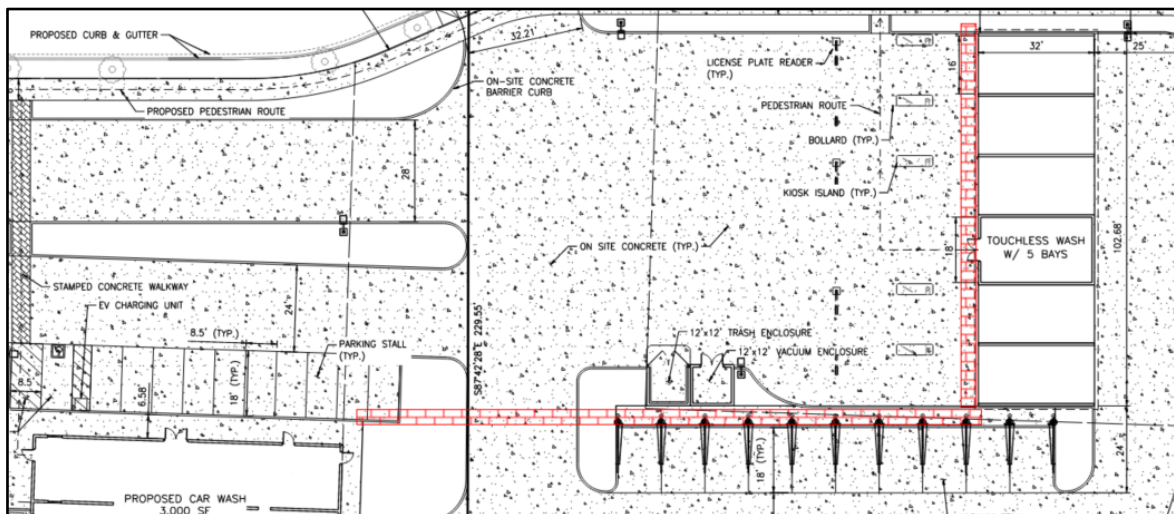 PROPOSED CURB & GUTTER
32.21'
LICENSE PLATE READER
(TYP.)
16'
32'
25'
ON-SITE CONCRETE
BARRIER CURB
PROPOSED PEDESTRIAN ROUTE
PEDESTRIAN ROUTE
BOLLARD (TYP.)
28'
KIOSK ISLAND (TYP.)
ON SITE CONCRETE (TYP.)
18'
TOUCHLESS WASH
W/ 5 BAYS
102.68'
STAMPED CONCRETE WALKWAY
EV CHARGING UNIT
24'
8.5' (TYP.)
PARKING STALL
(TYP.)
S87°42'28"E 229.55'
12'x12' TRASH ENCLOSURE
12'x12' VACUUM ENCLOSURE
8.5'
6.58'
18' (TYP.)
18' (TYP.)
24'
PROPOSED CAR WASH
3,000 SF